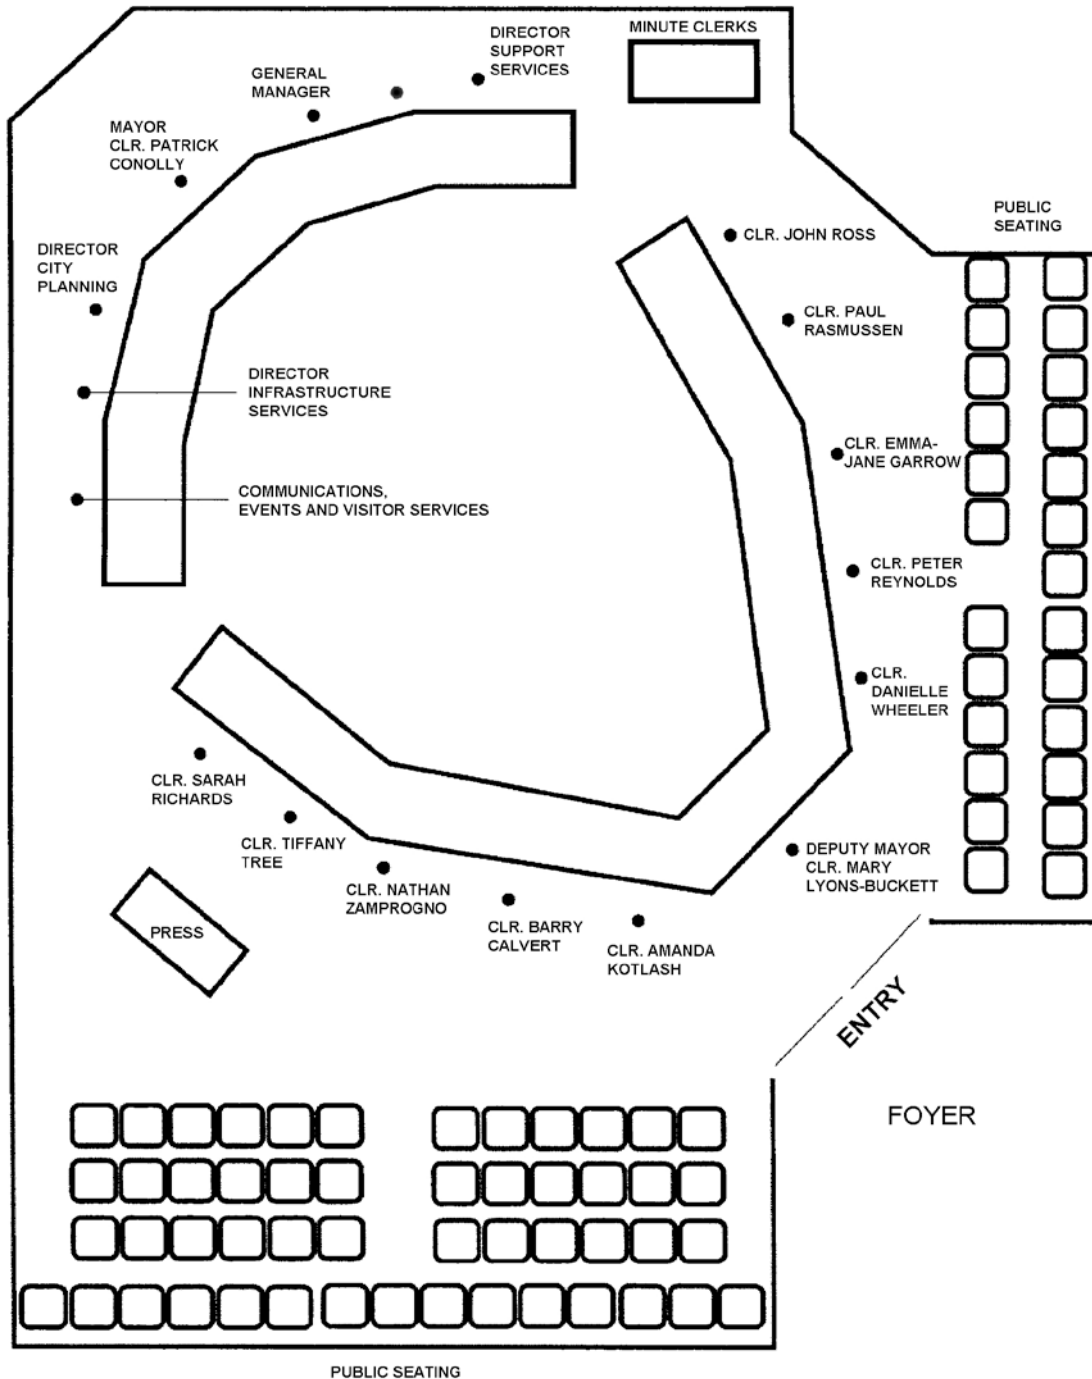 MINUTE CLERKS
DIRECTOR
SUPPORT
SERVICES
GENERAL
MANAGER
MAYOR
CLR. PATRICK
CONOLLY
DIRECTOR
CITY
PLANNING
DIRECTOR
INFRASTRUCTURE
SERVICES
COMMUNICATIONS,
EVENTS AND VISITOR SERVICES
PUBLIC
SEATING
CLR. JOHN ROSS
CLR. PAUL
RASMUSSEN
CLR. EMMA-
JANE GARROW
CLR. PETER
REYNOLDS
CLR.
DANIELLE
WHEELER
DEPUTY MAYOR
CLR. MARY
LYONS-BUCKETT
CLR. SARAH
RICHARDS
CLR. TIFFANY
TREE
CLR. NATHAN
ZAMPROGNO
CLR. BARRY
CALVERT
CLR. AMANDA
KOTLASH
PRESS
ENTRY
FOYER
PUBLIC SEATING